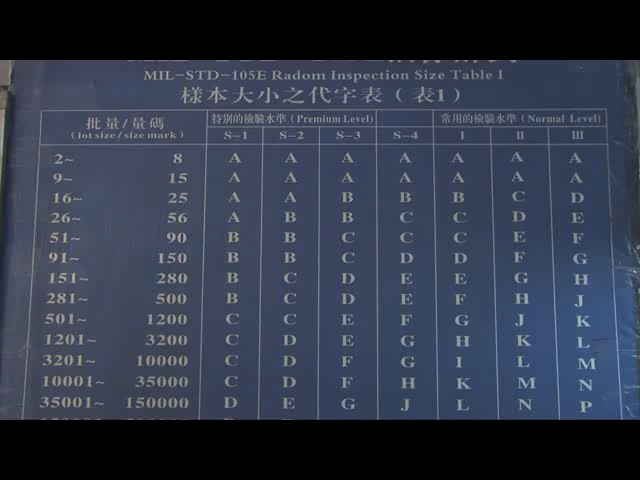 MIL-STD-105E Radom Inspection Size Table I
樣本大小之代字表（表1）
批量/量碼 特别的檢驗水準（Premium Level) 常用的檢驗水準（Normal Level)
(lot size / size mark) S-1 S-2 S-3 S-4 I II III
2~ 8 A A A A A A A
9~ 15 A A A A A A A
16~ 25 A A B B B C D
26~ 56 A B B C C D E
51~ 90 B B C C C E F
91~ 150 B B C D D F G
151~ 280 B C D E E G H
281~ 500 B C D E F H J
501~ 1200 C C E F G J K
1201~ 3200 C D E G H K L
3201~ 10000 C D F G I L M
10001~ 35000 C D F H K M N
35001~ 150000 D E G J L N P